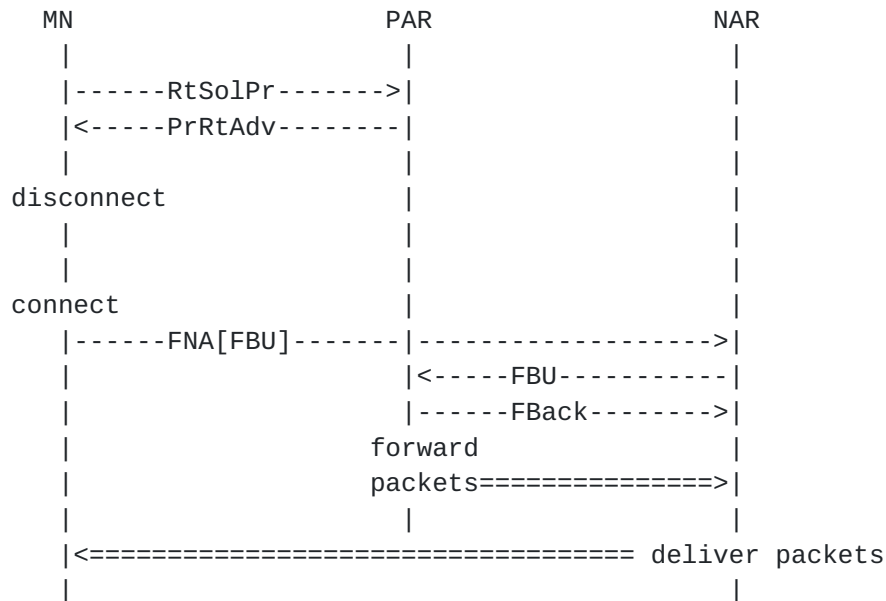 MN PAR NAR
|                      |                    |
|------RtSolPr------->|                    |
|<-----PrRtAdv--------|                    |
|                      |                    |
disconnect             |                    |
|                      |                    |
|                      |                    |
connect                |                    |
|------FNA[FBU]-------|------------------->|
|                      |<-----FBU-----------|
|                      |------FBack-------->|
|                    forward                |
|                    packets===============>|
|                      |                    |
|<=================================== deliver packets
|                                           |